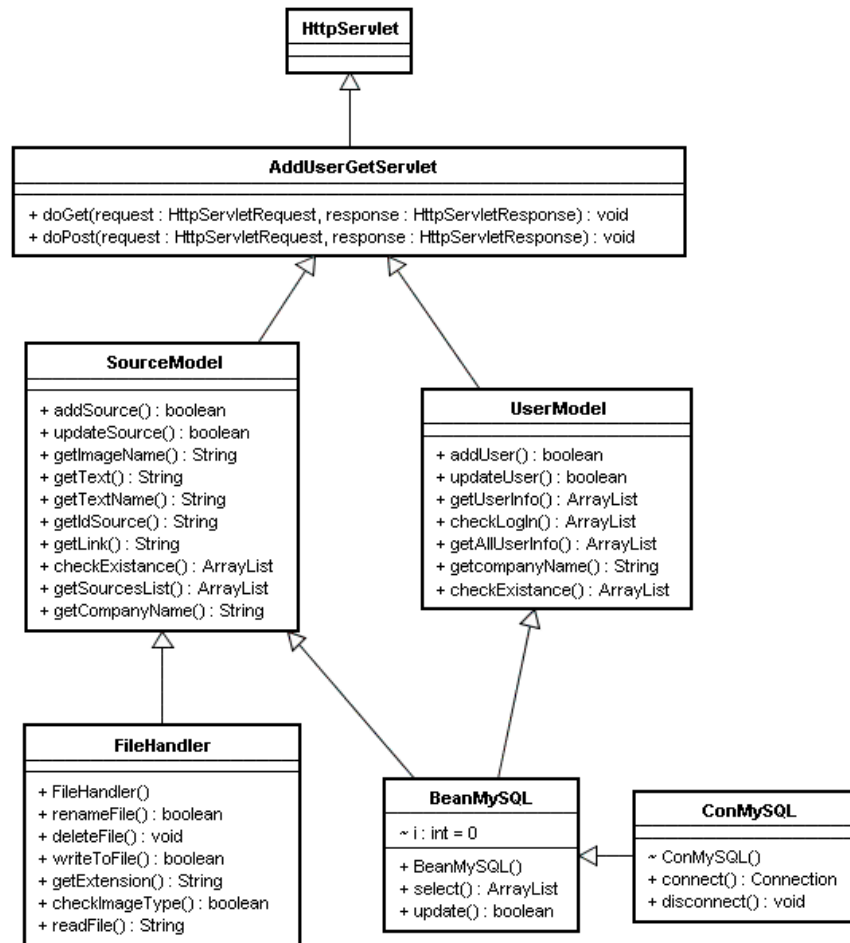 HttpServlet
AddUserGetServlet
+ doGet(request : HttpServletRequest, response : HttpServletResponse) : void
+ doPost(request : HttpServletRequest, response : HttpServletResponse) : void
SourceModel
+ addSource() : boolean
+ updateSource() : boolean
+ getImageName() : String
+ getText() : String
+ getTextName() : String
+ getIdSource() : String
+ getLink() : String
+ checkExistance() : ArrayList
+ getSourcesList() : ArrayList
+ getCompanyName() : String
UserModel
+ addUser() : boolean
+ updateUser() : boolean
+ getUserInfo() : ArrayList
+ checkLogIn() : ArrayList
+ getAllUserInfo() : ArrayList
+ getcompanyName() : String
+ checkExistance() : ArrayList
FileHandler
+ FileHandler()
+ renameFile() : boolean
+ deleteFile() : void
+ writeToFile() : boolean
+ getExtension() : String
+ checkImageType() : boolean
+ readFile() : String
BeanMySQL
~ i : int = 0
+ BeanMySQL()
+ select() : ArrayList
+ update() : boolean
ConMySQL
~ ConMySQL()
+ connect() : Connection
+ disconnect() : void